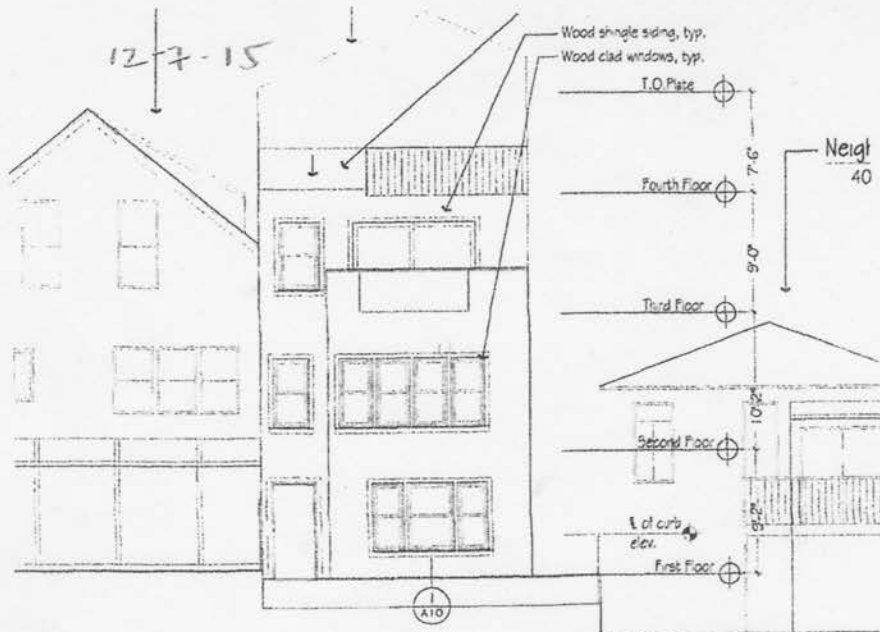 12-7-15
Wood shingle siding, typ.
Wood clad windows, typ.
T.O. Plate
7'-6"
Neigh
40
Fourth Floor
9'-0"
Third Floor
10'-2"
Second Floor
9'-2"
℄ of curb
elev.
First Floor
1
A10